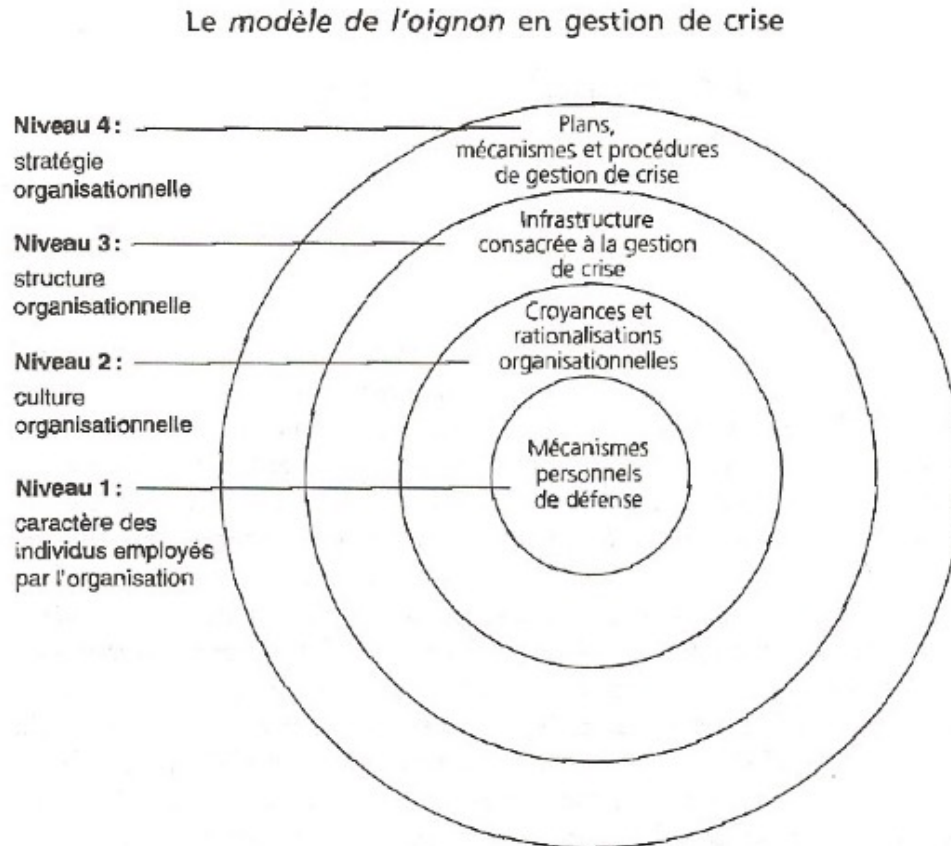 Le modèle de l'oignon en gestion de crise
Niveau 4 :
stratégie
organisationnelle
Plans,
mécanismes et procédures
de gestion de crise
Niveau 3 :
structure
organisationnelle
Infrastructure
consacrée à la gestion
de crise
Niveau 2 :
culture
organisationnelle
Croyances et
rationalisations
organisationnelles
Niveau 1 :
caractère des
individus employés
par l'organisation
Mécanismes
personnels
de défense